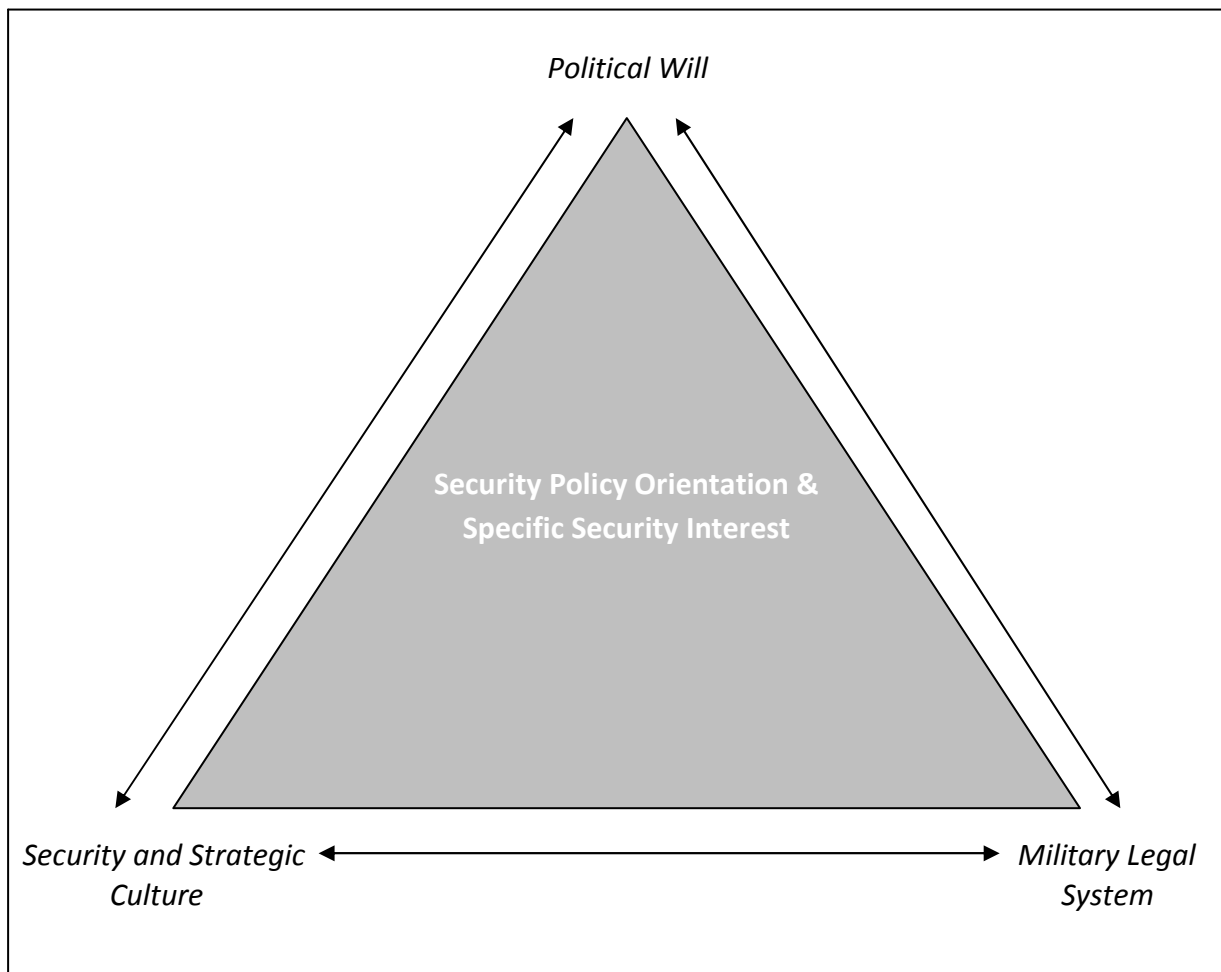 Political Will
Security Policy Orientation &
Specific Security Interest
Security and Strategic
Culture
Military Legal
System